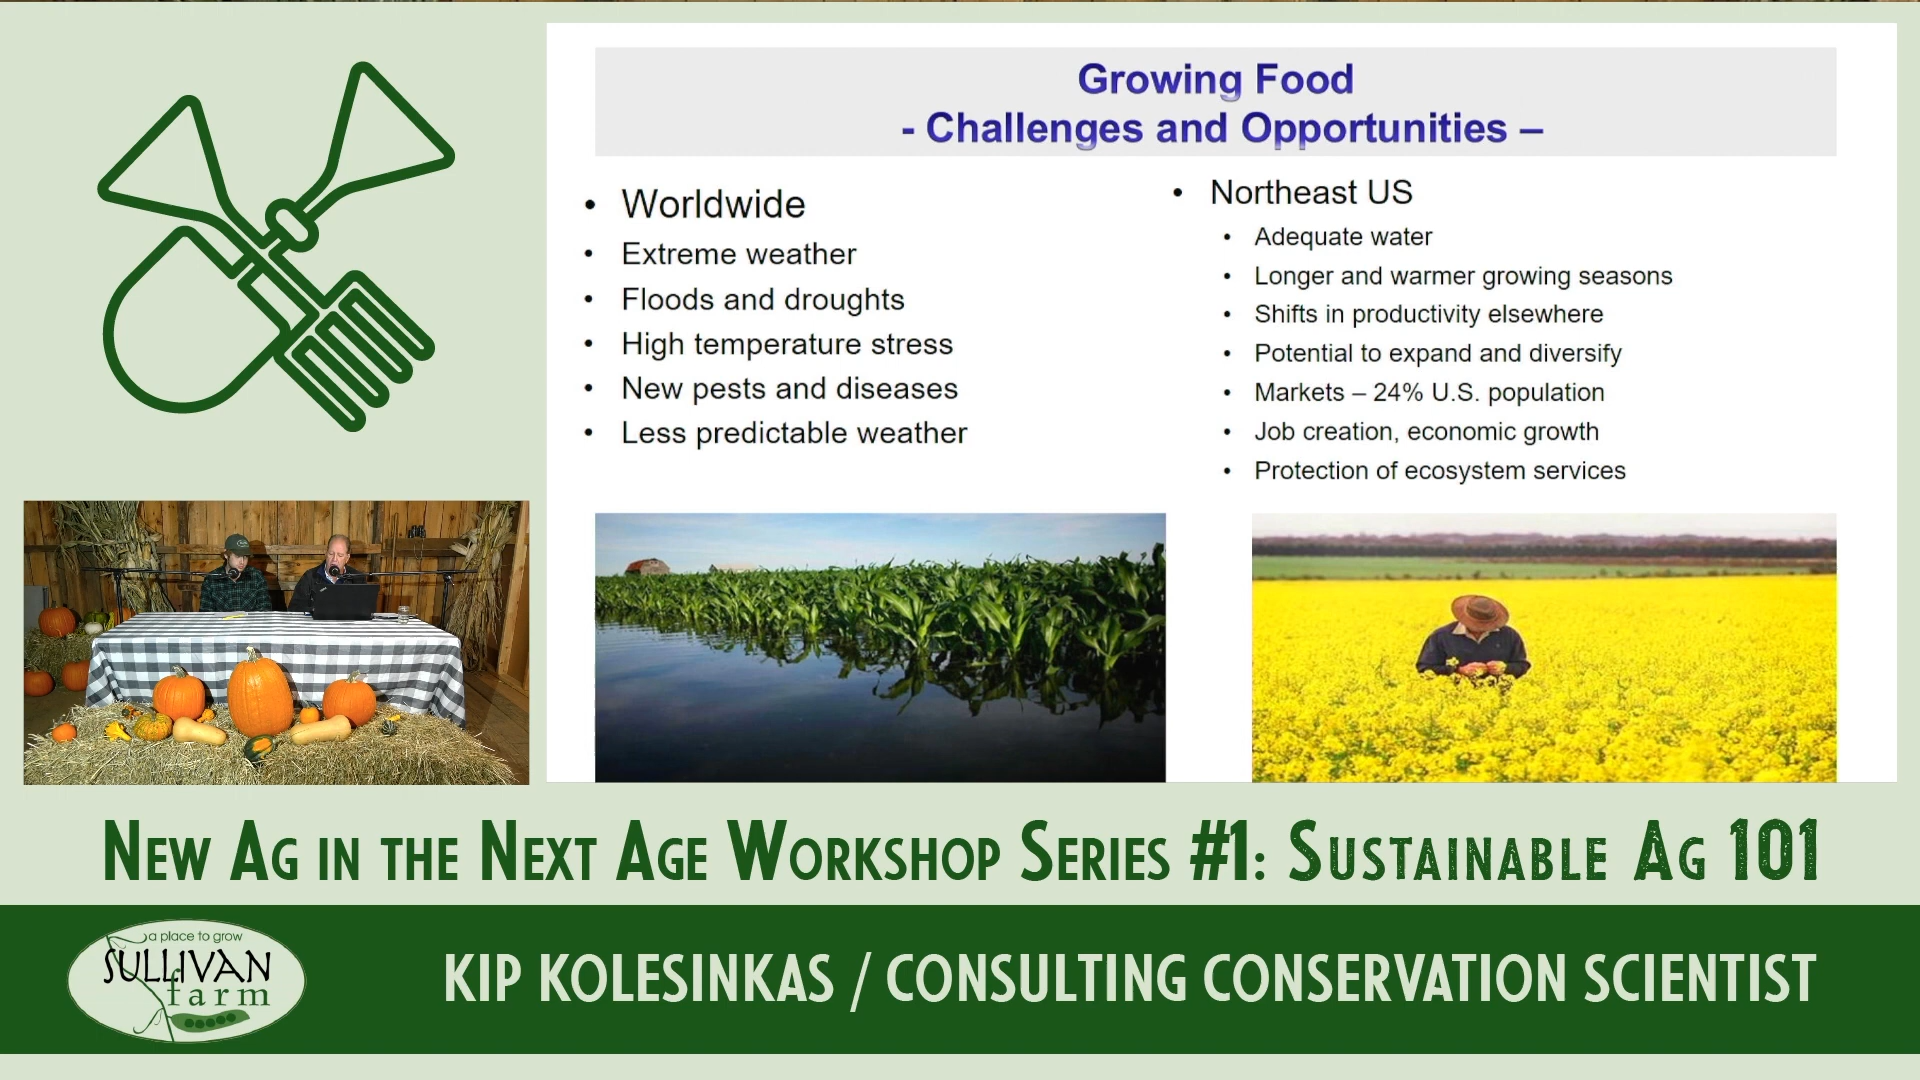 Growing Food
- Challenges and Opportunities –
• Worldwide
• Extreme weather
• Floods and droughts
• High temperature stress
• New pests and diseases
• Less predictable weather
• Northeast US
• Adequate water
• Longer and warmer growing seasons
• Shifts in productivity elsewhere
• Potential to expand and diversify
• Markets – 24% U.S. population
• Job creation, economic growth
• Protection of ecosystem services
New Ag in the Next Age Workshop Series #1: Sustainable Ag 101
a place to grow
SULLIVAN
farm
KIP KOLESINKAS / CONSULTING CONSERVATION SCIENTIST